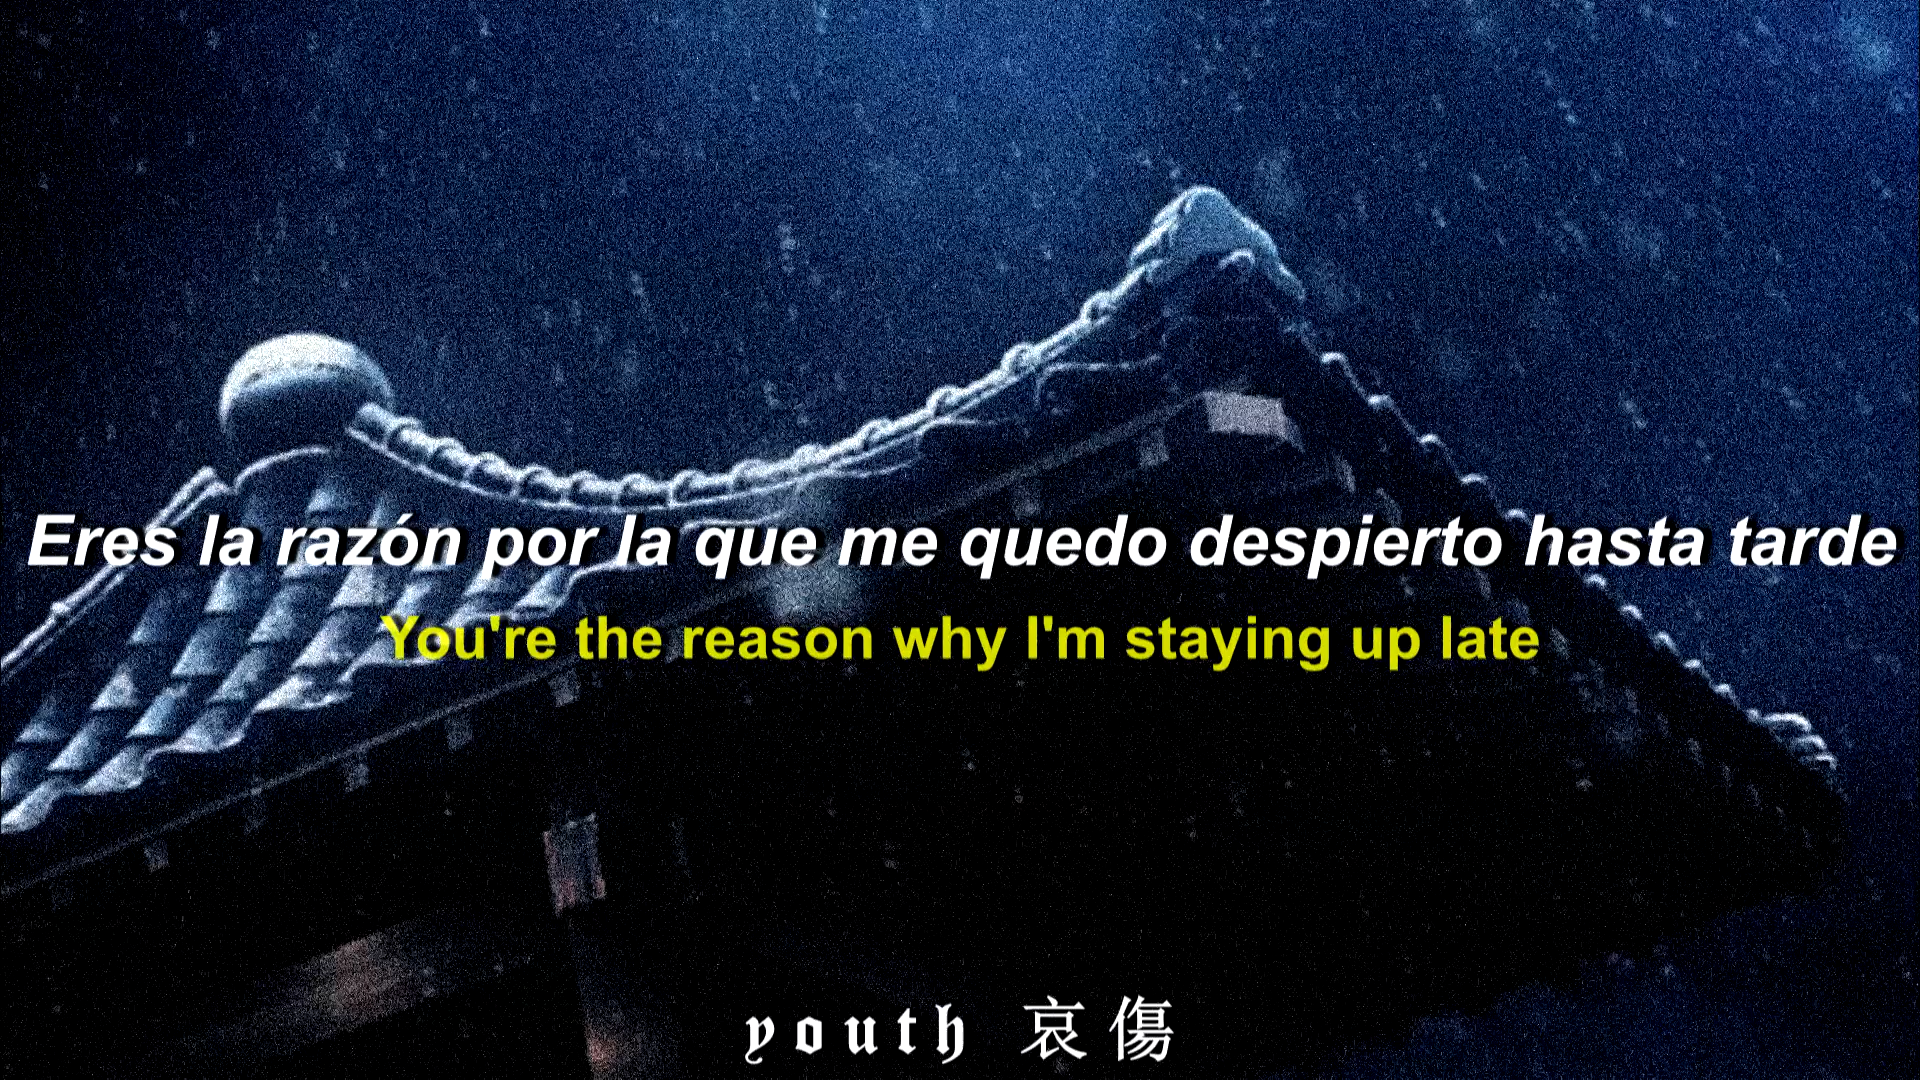 Eres la razón por la que me quedo despierto hasta tarde
You're the reason why I'm staying up late
𝖞𝖔𝖚𝖙𝖍 哀傷